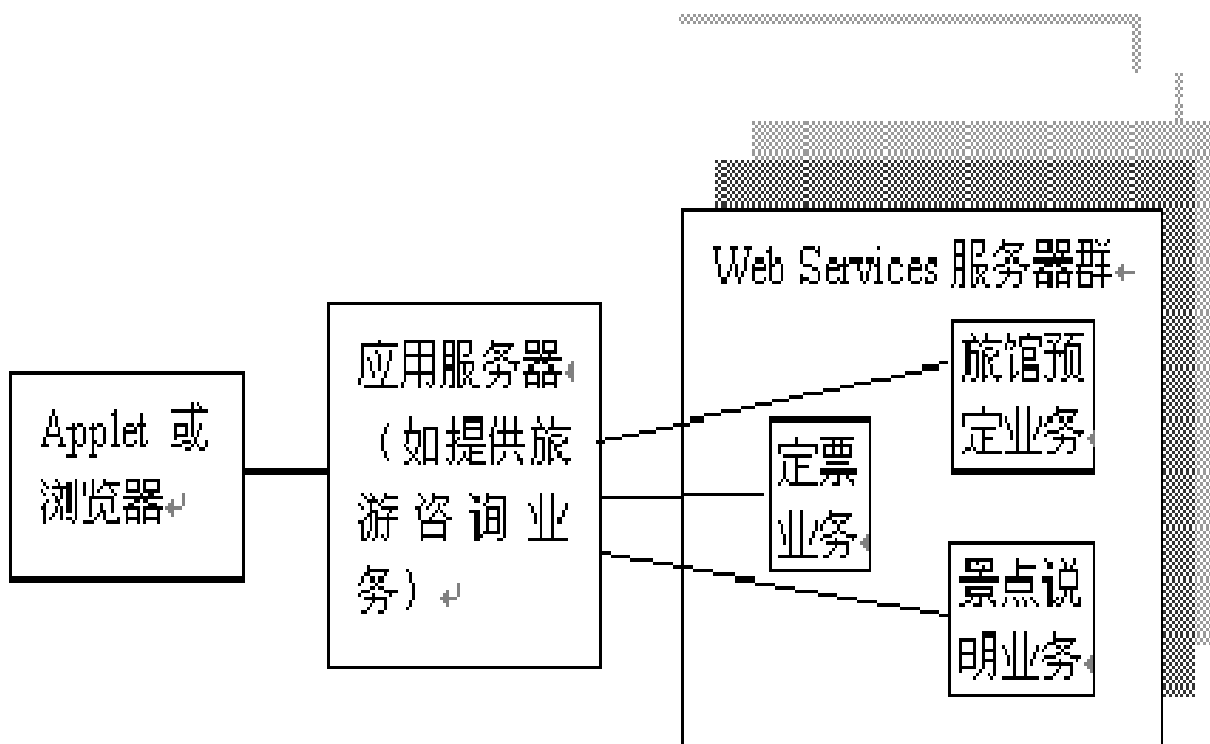 Applet 或
浏览器
应用服务器
（如提供旅
游咨询业
务）
Web Services 服务器群
旅馆预
定业务
定票
业务
景点说
明业务